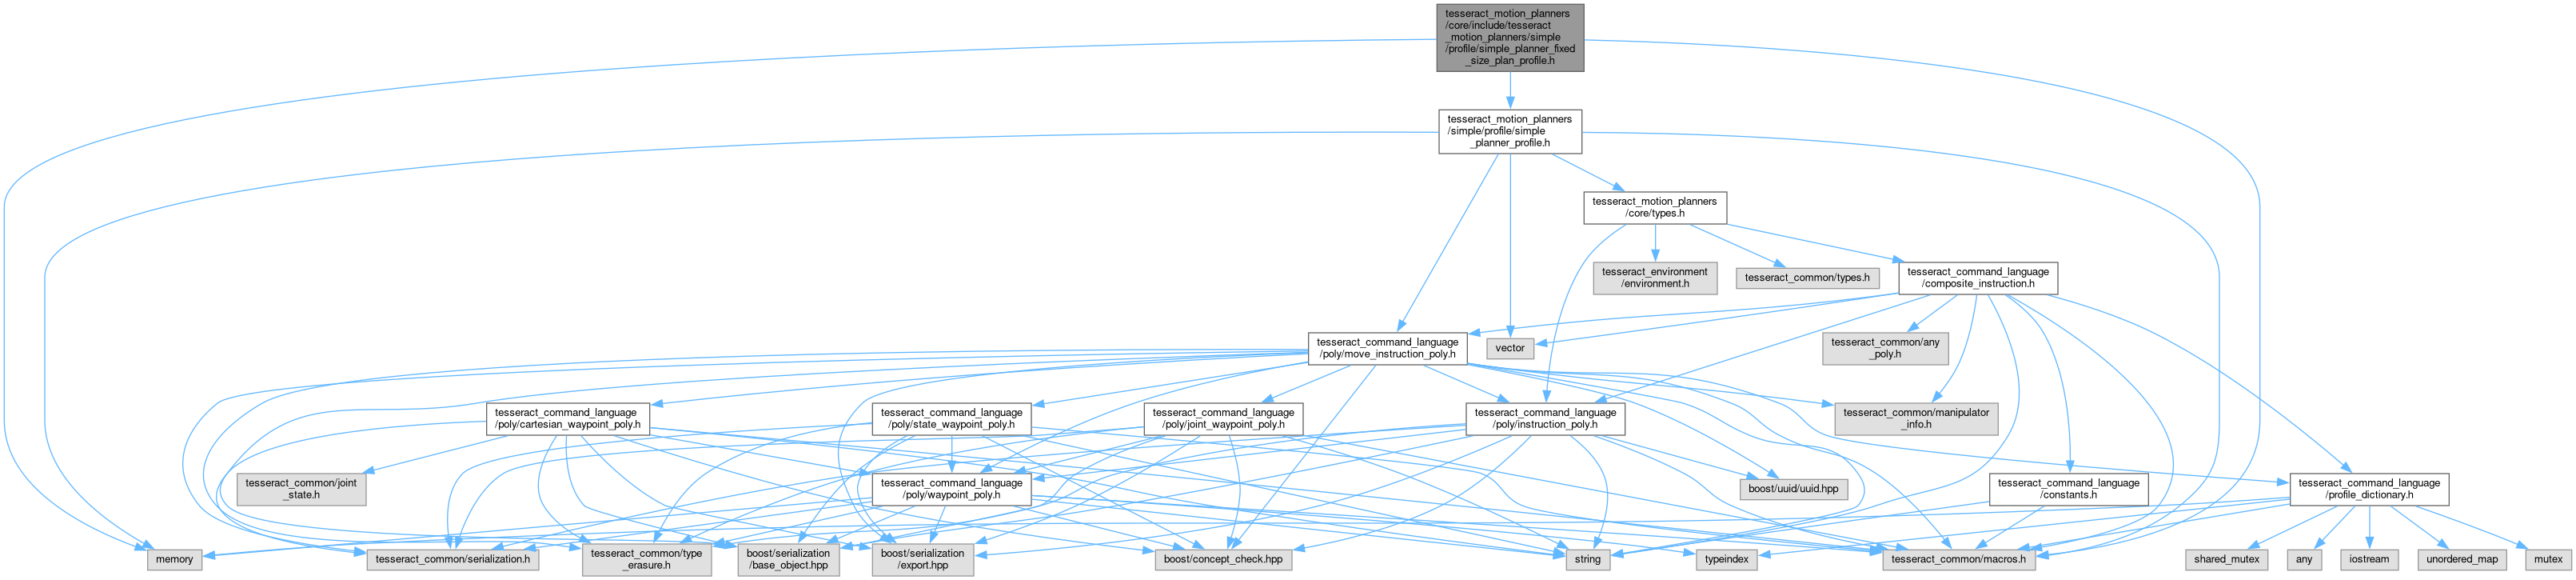 tesseract_motion_planners
/core/include/tesseract
_motion_planners/simple
/profile/simple_planner_fixed
_size_plan_profile.h
tesseract_motion_planners
/simple/profile/simple
_planner_profile.h
tesseract_motion_planners
/core/types.h
tesseract_environment
/environment.h
tesseract_common/types.h
tesseract_command_language
/composite_instruction.h
tesseract_command_language
/poly/move_instruction_poly.h
vector
tesseract_common/any
_poly.h
tesseract_command_language
/poly/cartesian_waypoint_poly.h
tesseract_command_language
/poly/state_waypoint_poly.h
tesseract_command_language
/poly/joint_waypoint_poly.h
tesseract_command_language
/poly/instruction_poly.h
tesseract_common/manipulator
_info.h
tesseract_common/joint
_state.h
tesseract_command_language
/poly/waypoint_poly.h
boost/uuid/uuid.hpp
tesseract_command_language
/constants.h
tesseract_command_language
/profile_dictionary.h
memory
tesseract_common/serialization.h
tesseract_common/type
_erasure.h
boost/serialization
/base_object.hpp
boost/serialization
/export.hpp
boost/concept_check.hpp
string
typeindex
tesseract_common/macros.h
shared_mutex
any
iostream
unordered_map
mutex